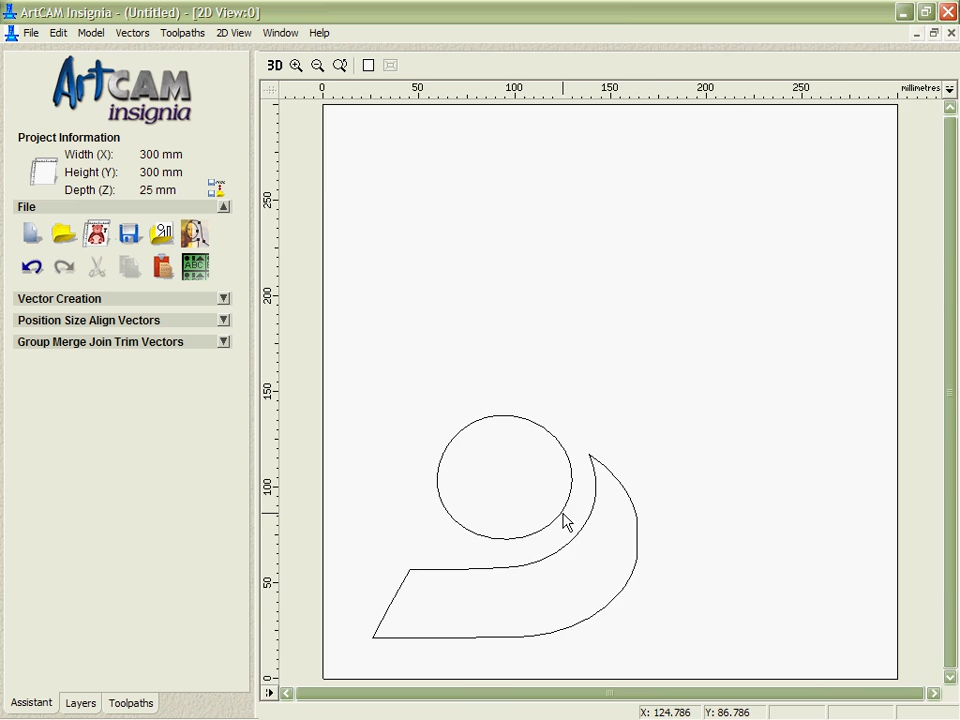 ArtCAM Insignia - (Untitled) - [2D View:0]
File Edit Model Vectors Toolpaths 2D View Window Help
3D
ArtCAM
insignia
0 50 100 150 200 250 millimetres
Project Information
Width (X): 300 mm
Height (Y): 300 mm
Depth (Z): 25 mm
File
ABC
Vector Creation
Position Size Align Vectors
Group Merge Join Trim Vectors
250
200
150
100
50
0
Assistant Layers Toolpaths
X: 124.786 Y: 86.786